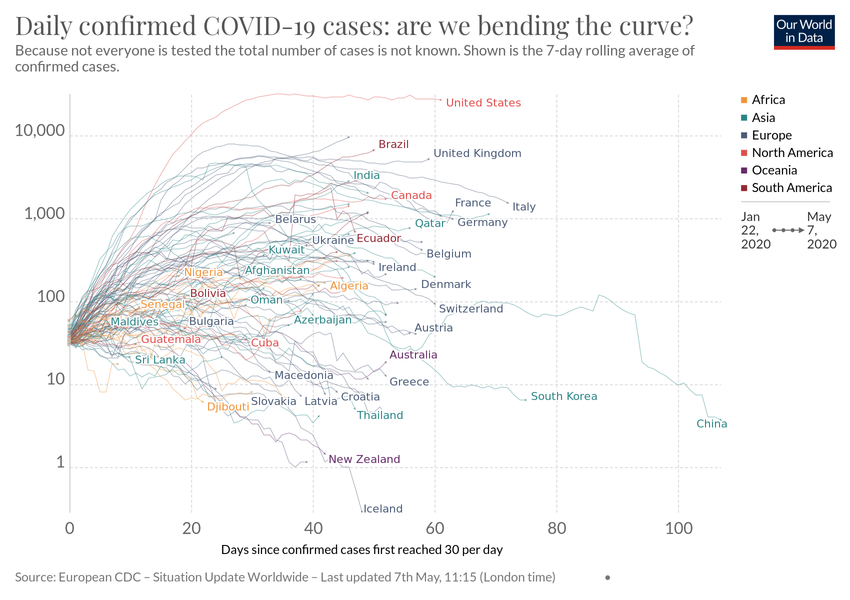 Daily confirmed COVID-19 cases: are we bending the curve?
Because not everyone is tested the total number of cases is not known. Shown is the 7-day rolling average of
confirmed cases.
Our World
in Data
Africa
Asia
Europe
North America
Oceania
South America
Jan
22,
2020
May
7,
2020
10,000
1,000
100
10
1
United States
Brazil
United Kingdom
India
Canada
France
Italy
Belarus
Qatar
Germany
Ukraine
Ecuador
Kuwait
Belgium
Nigeria
Afghanistan
Ireland
Algeria
Denmark
Bolivia
Senegal
Oman
Switzerland
Maldives
Bulgaria
Azerbaijan
Austria
Guatemala
Cuba
Sri Lanka
Australia
Macedonia
Greece
Djibouti
Slovakia
Latvia
Croatia
South Korea
Thailand
China
New Zealand
Iceland
0
20
40
60
80
100
Days since confirmed cases first reached 30 per day
Source: European CDC – Situation Update Worldwide – Last updated 7th May, 11:15 (London time)